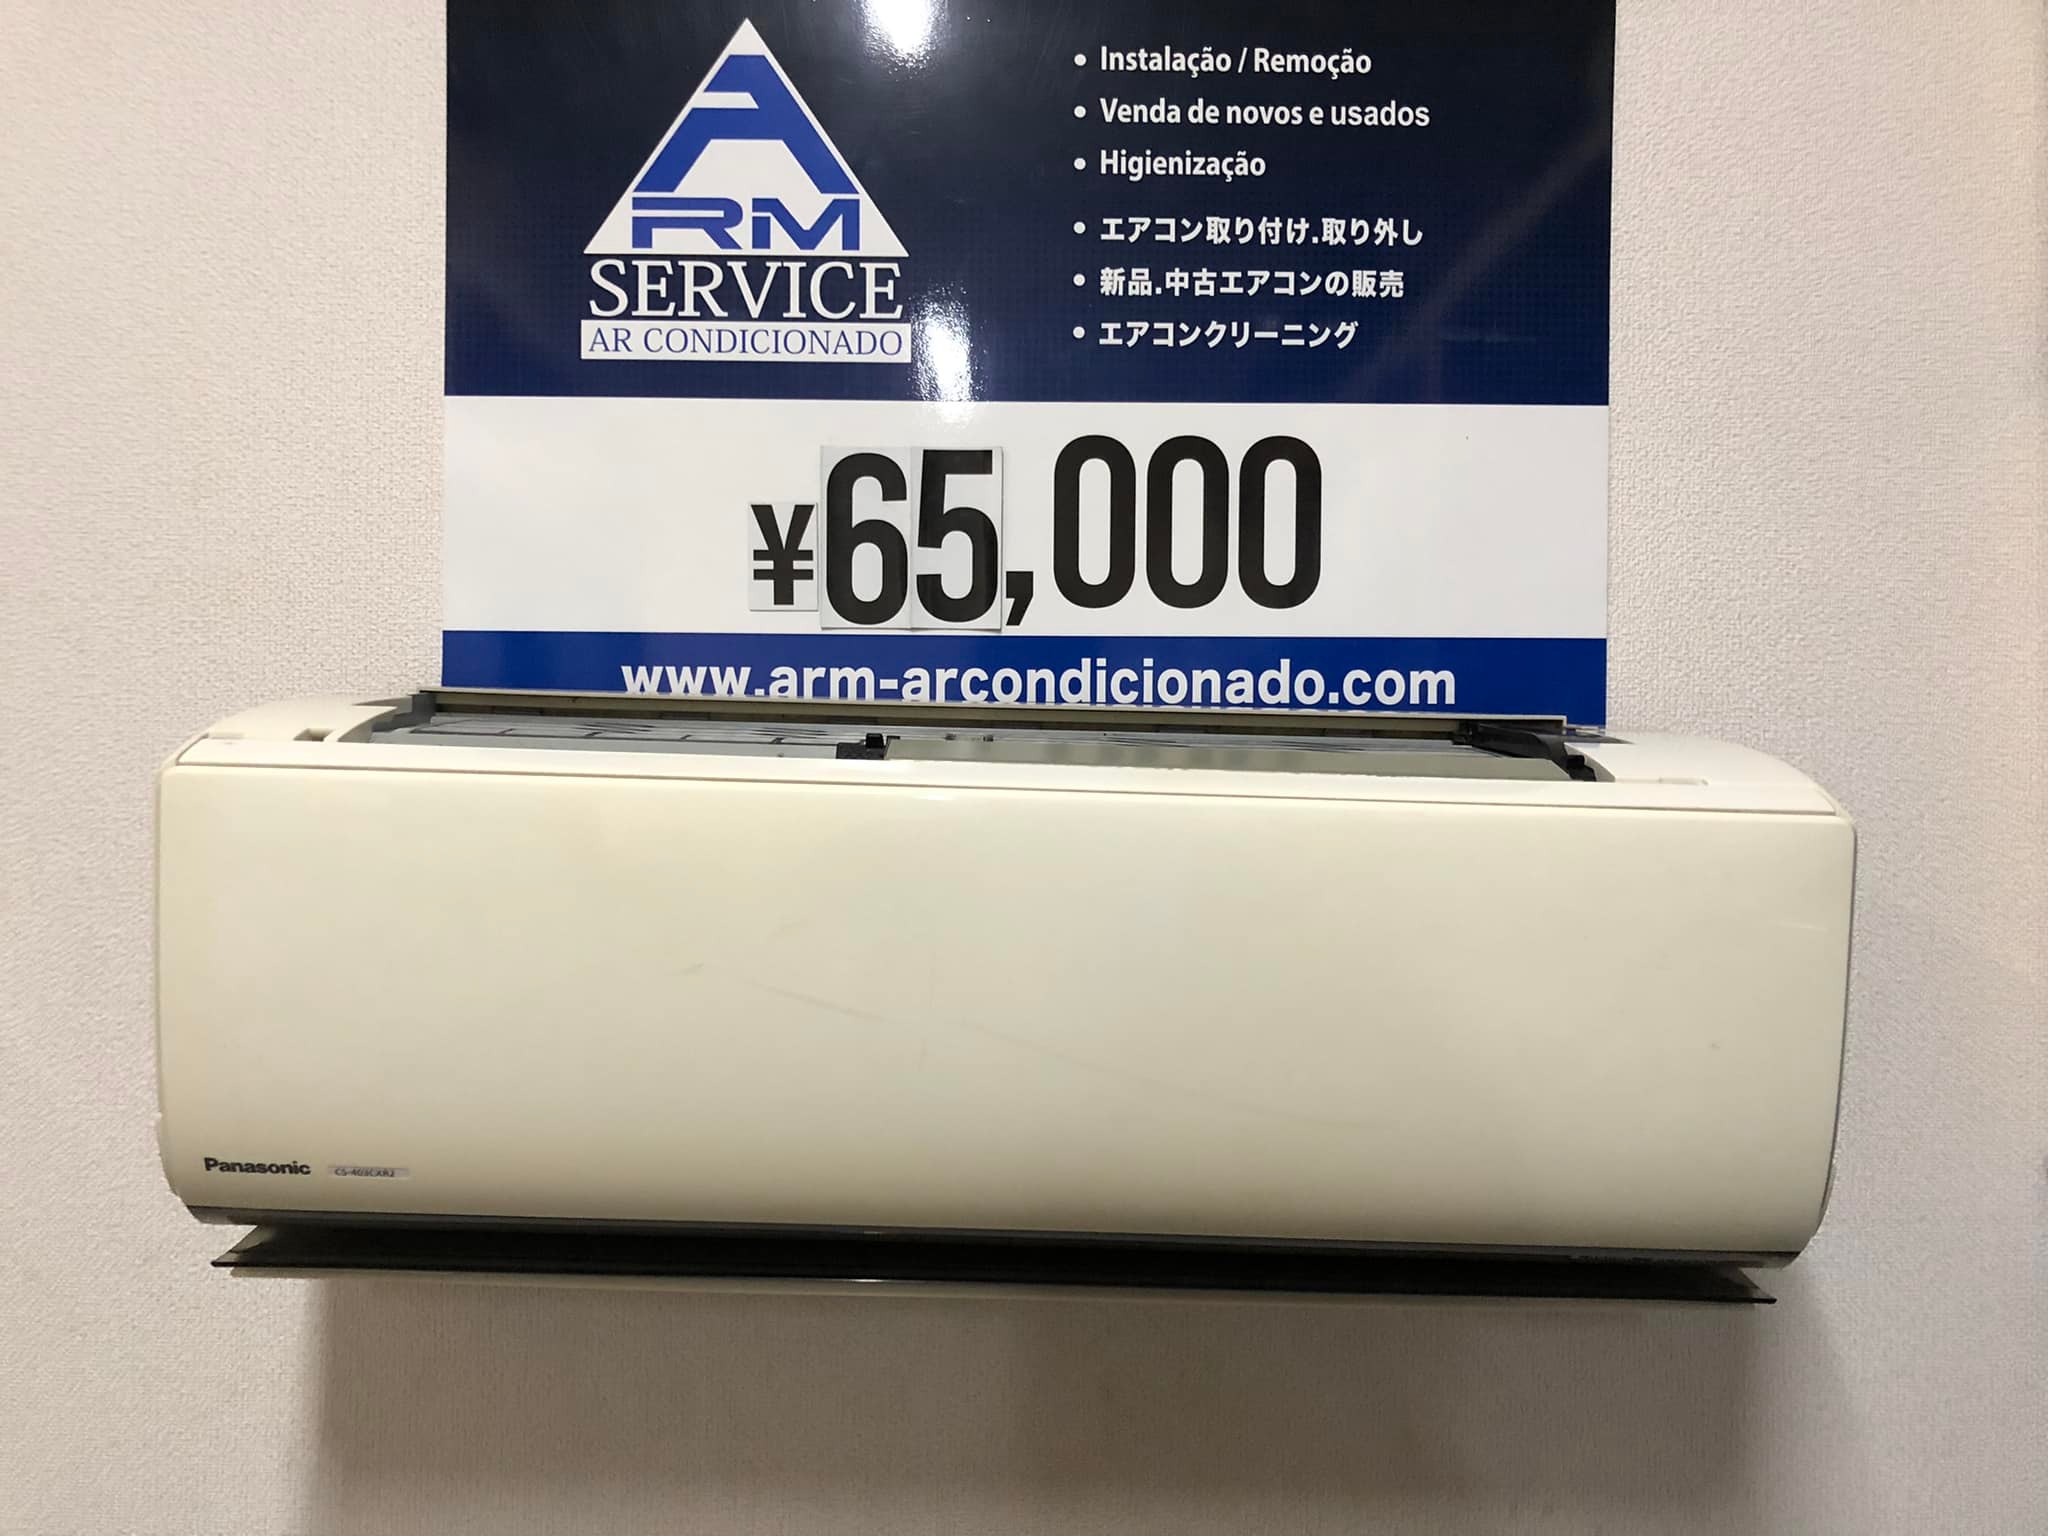 ARM
SERVICE
AR CONDICIONADO
• Instalação / Remoção
• Venda de novos e usados
• Higienização
• エアコン取り付け.取り外し
• 新品.中古エアコンの販売
• エアコンクリーニング
¥65,000
www.arm-arcondicionado.com
Panasonic CS-403CXR2